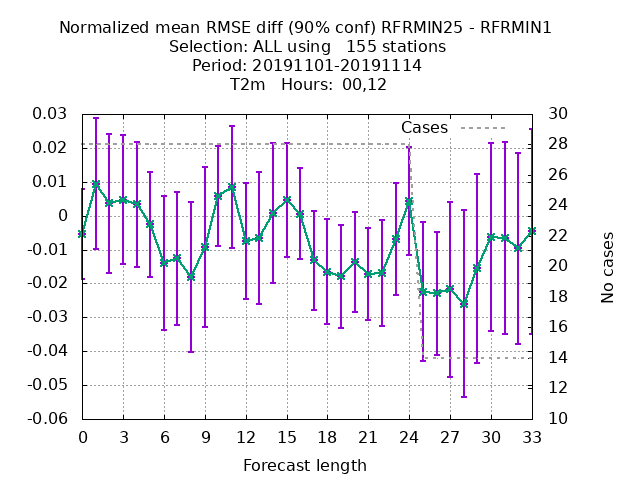 Normalized mean RMSE diff (90% conf) RFRMIN25 - RFRMIN1
Selection: ALL using   155 stations
Period: 20191101-20191114
T2m   Hours: 00,12
Cases
0.03
0.02
0.01
0
-0.01
-0.02
-0.03
-0.04
-0.05
-0.06
30
28
26
24
22
20
18
16
14
12
10
No cases
0 3 6 9 12 15 18 21 24 27 30 33
Forecast length